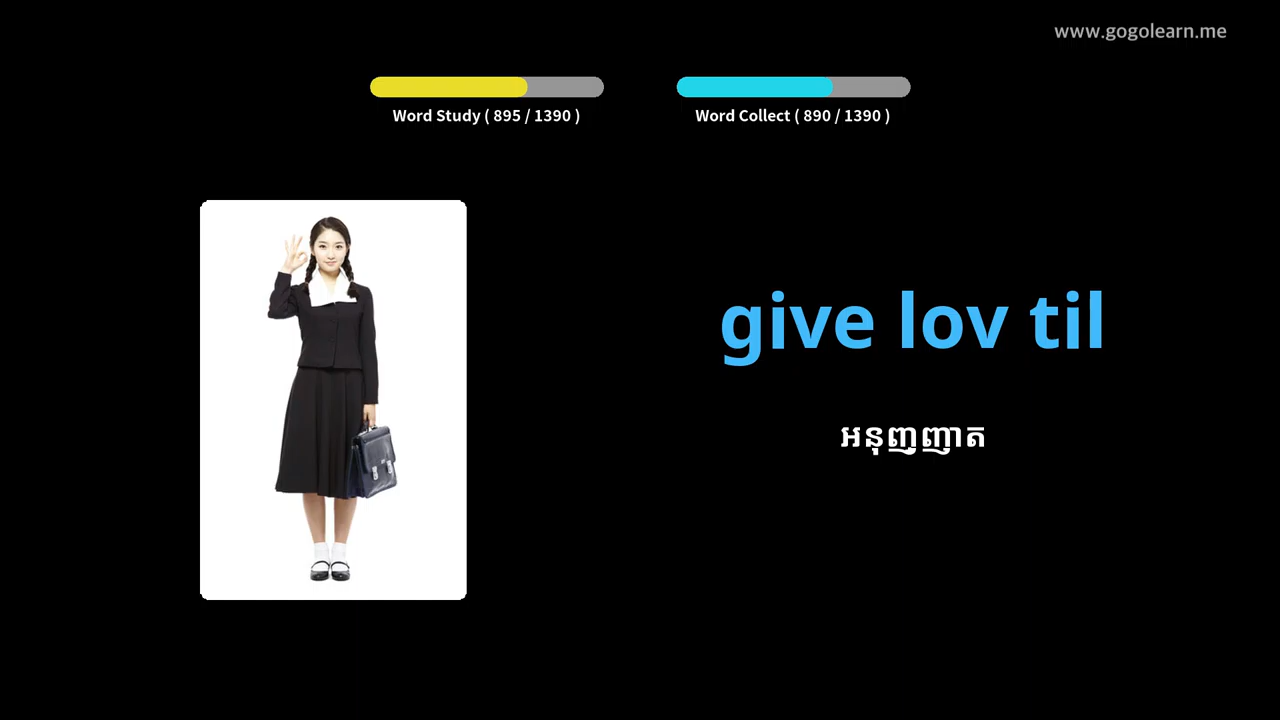 www.gogolearn.me
Word Study ( 895 / 1390 )
Word Collect ( 890 / 1390 )
give lov til
អនុញ្ញាត